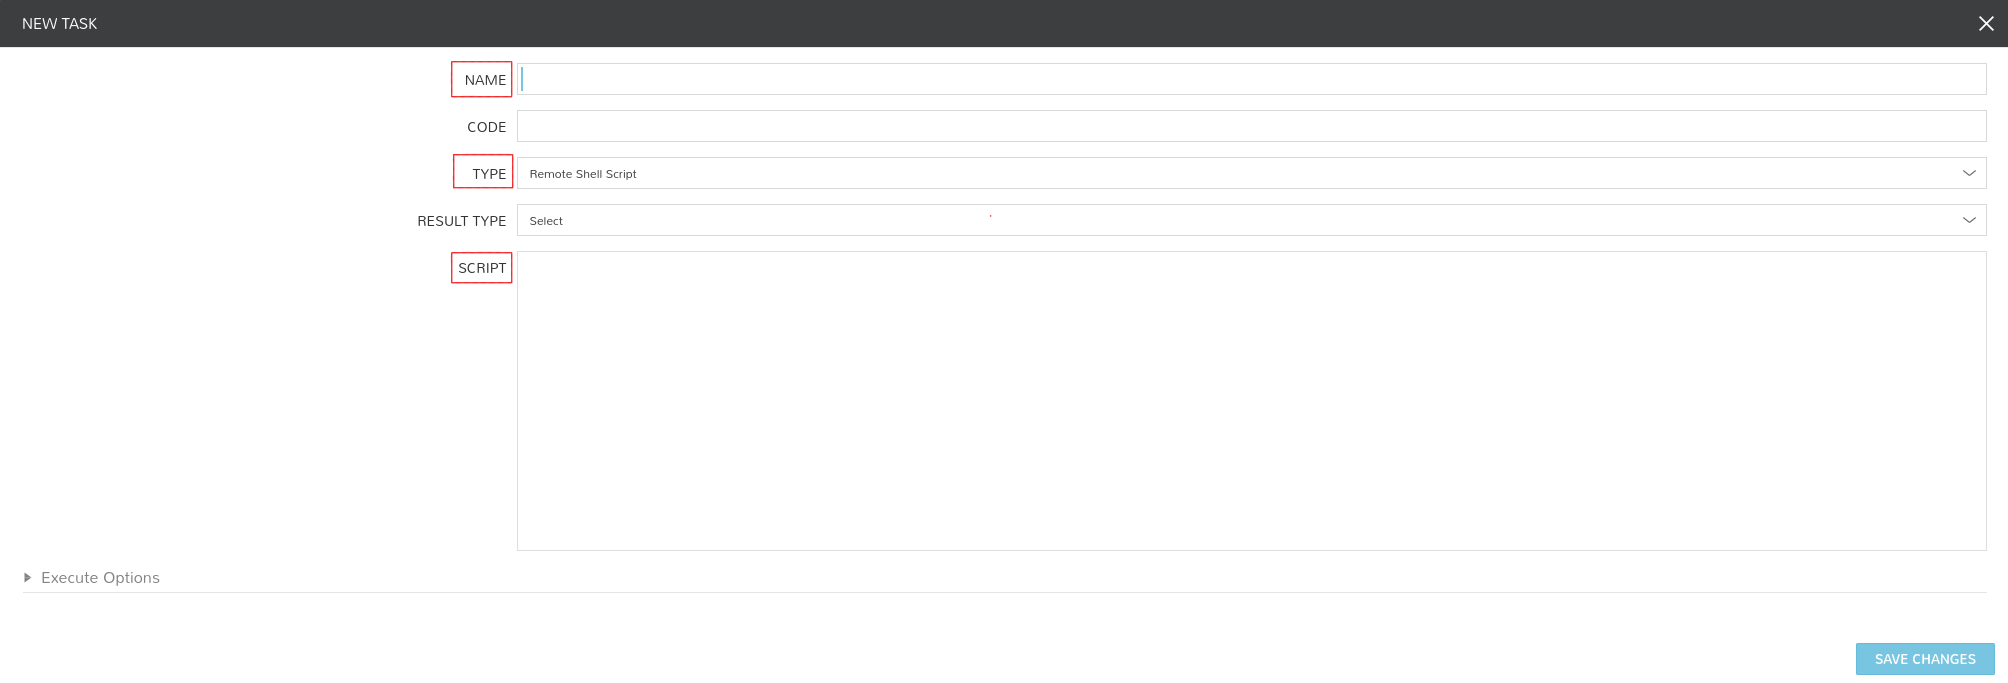 NEW TASK
NAME
CODE
TYPE Remote Shell Script
RESULT TYPE Select
SCRIPT
Execute Options
SAVE CHANGES